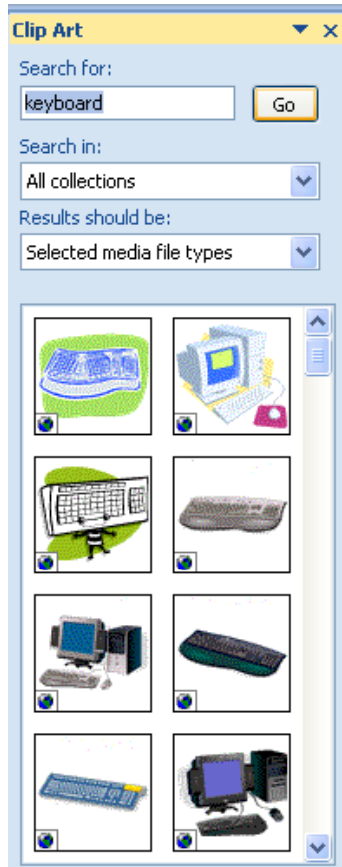 Clip Art
Search for:
keyboard
Go
Search in:
All collections
Results should be:
Selected media file types